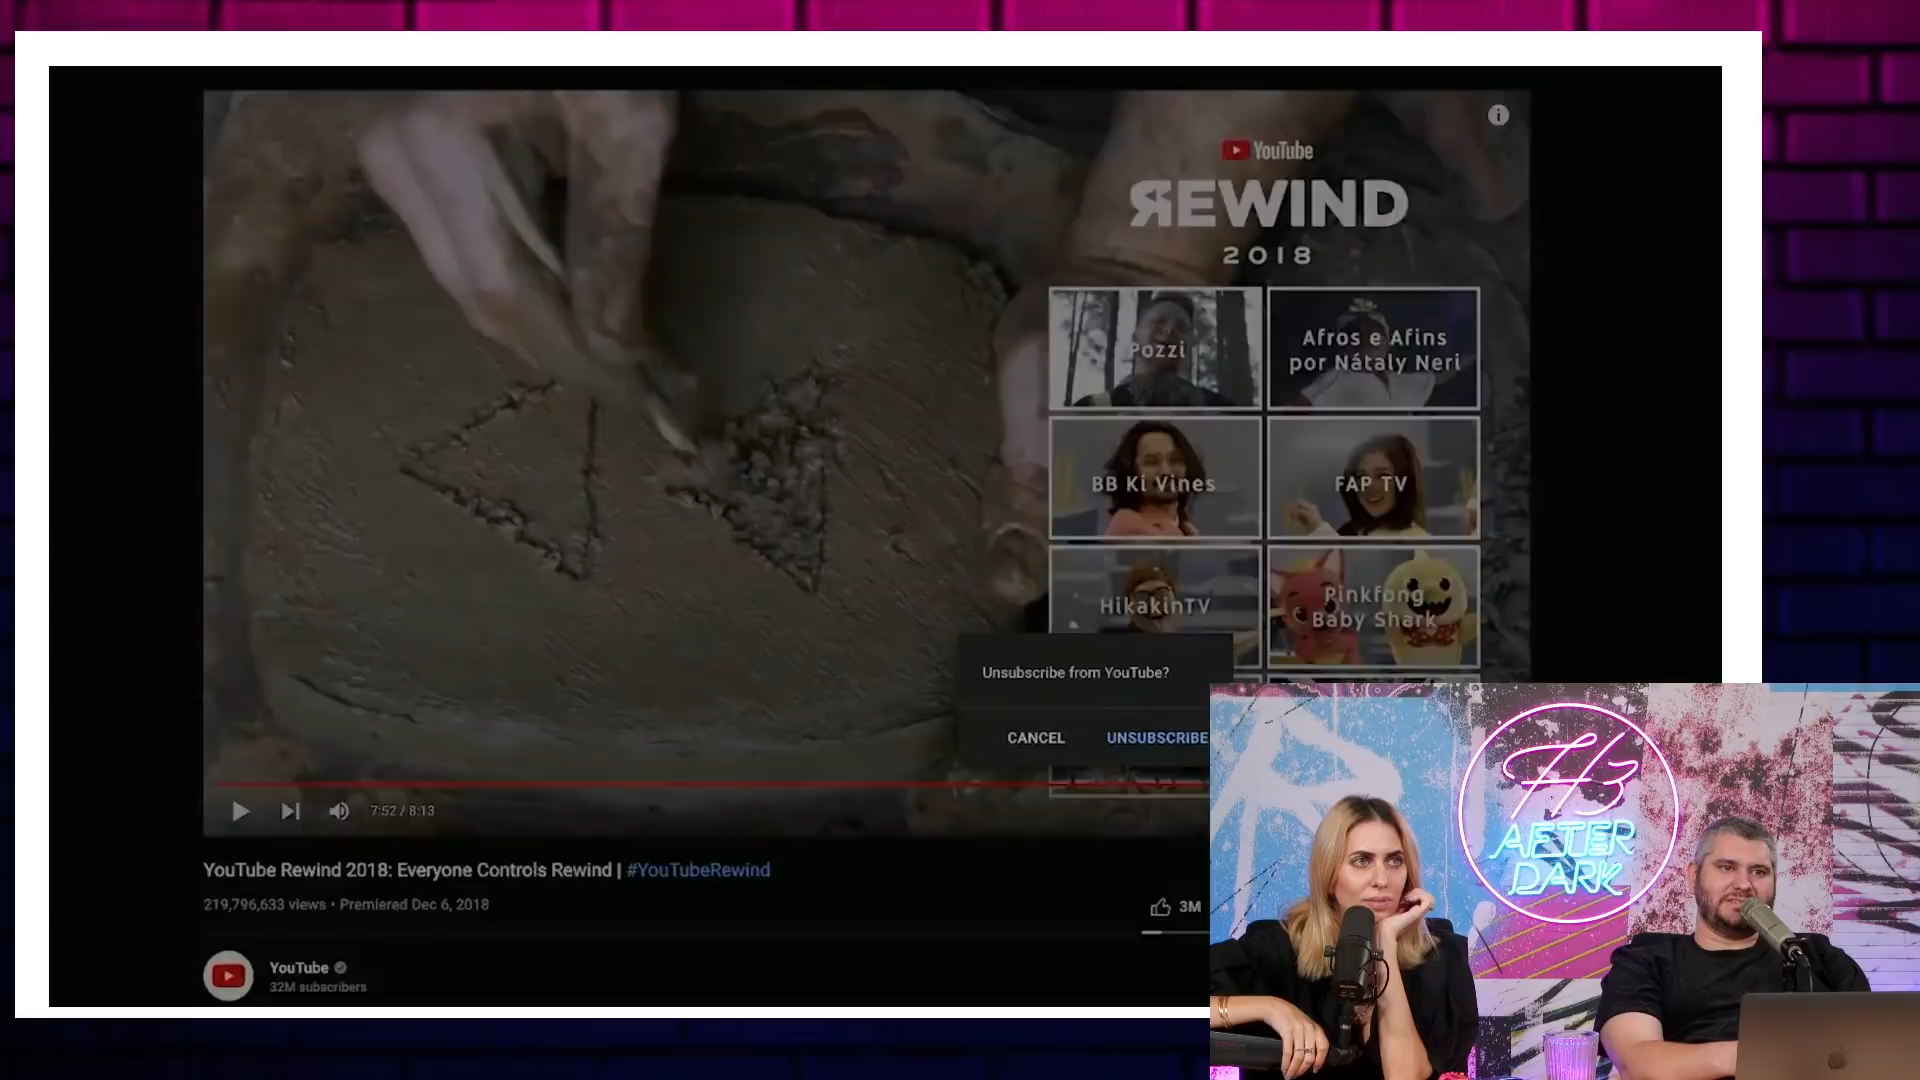 YouTube
REWIND
2018
Pozzi
Afros e Afins
por Nátaly Neri
BB Ki Vines
FAP TV
HikakinTV
Pinkfong
Baby Shark
Unsubscribe from YouTube?
CANCEL
UNSUBSCRIBE
7:52 / 8:13
YouTube Rewind 2018: Everyone Controls Rewind | #YouTubeRewind
219,796,633 views • Premiered Dec 6, 2018
3M
YouTube
32M subscribers
H3
AFTER
DARK